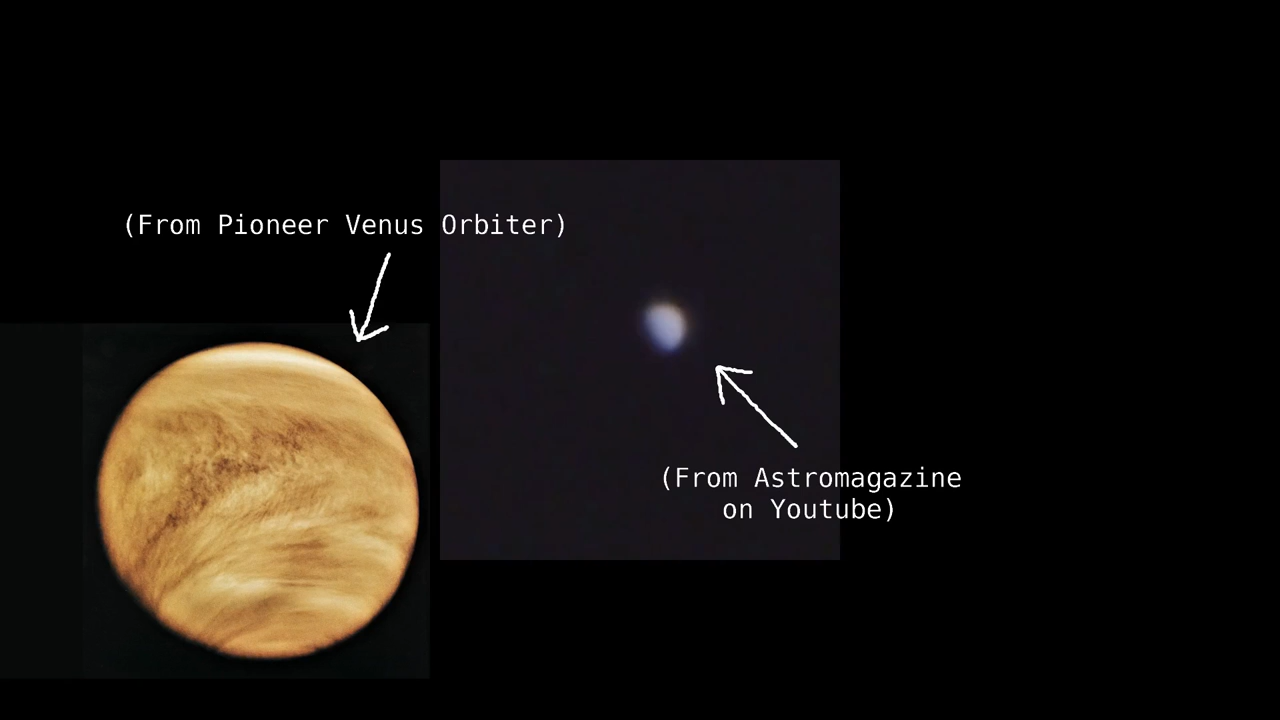 (From Pioneer Venus Orbiter)
(From Astromagazine
on Youtube)